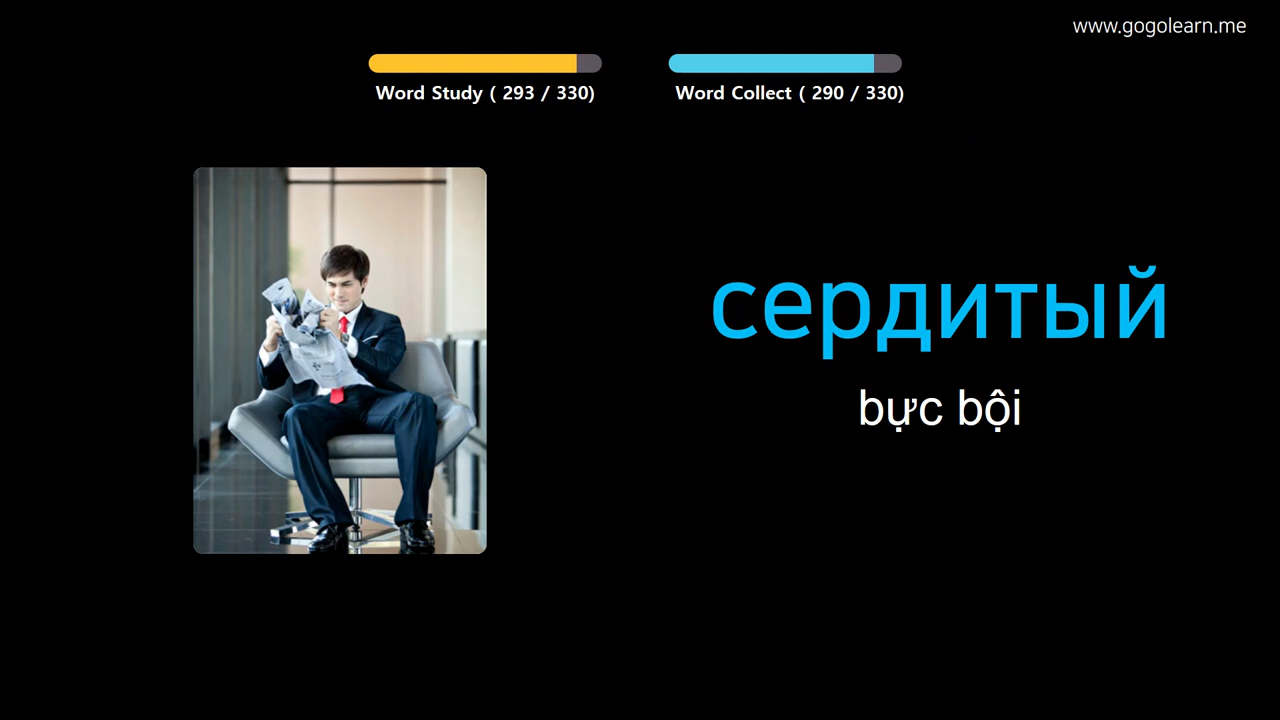 www.gogolearn.me
Word Study ( 293 / 330)
Word Collect ( 290 / 330)
сердитый
bực bội